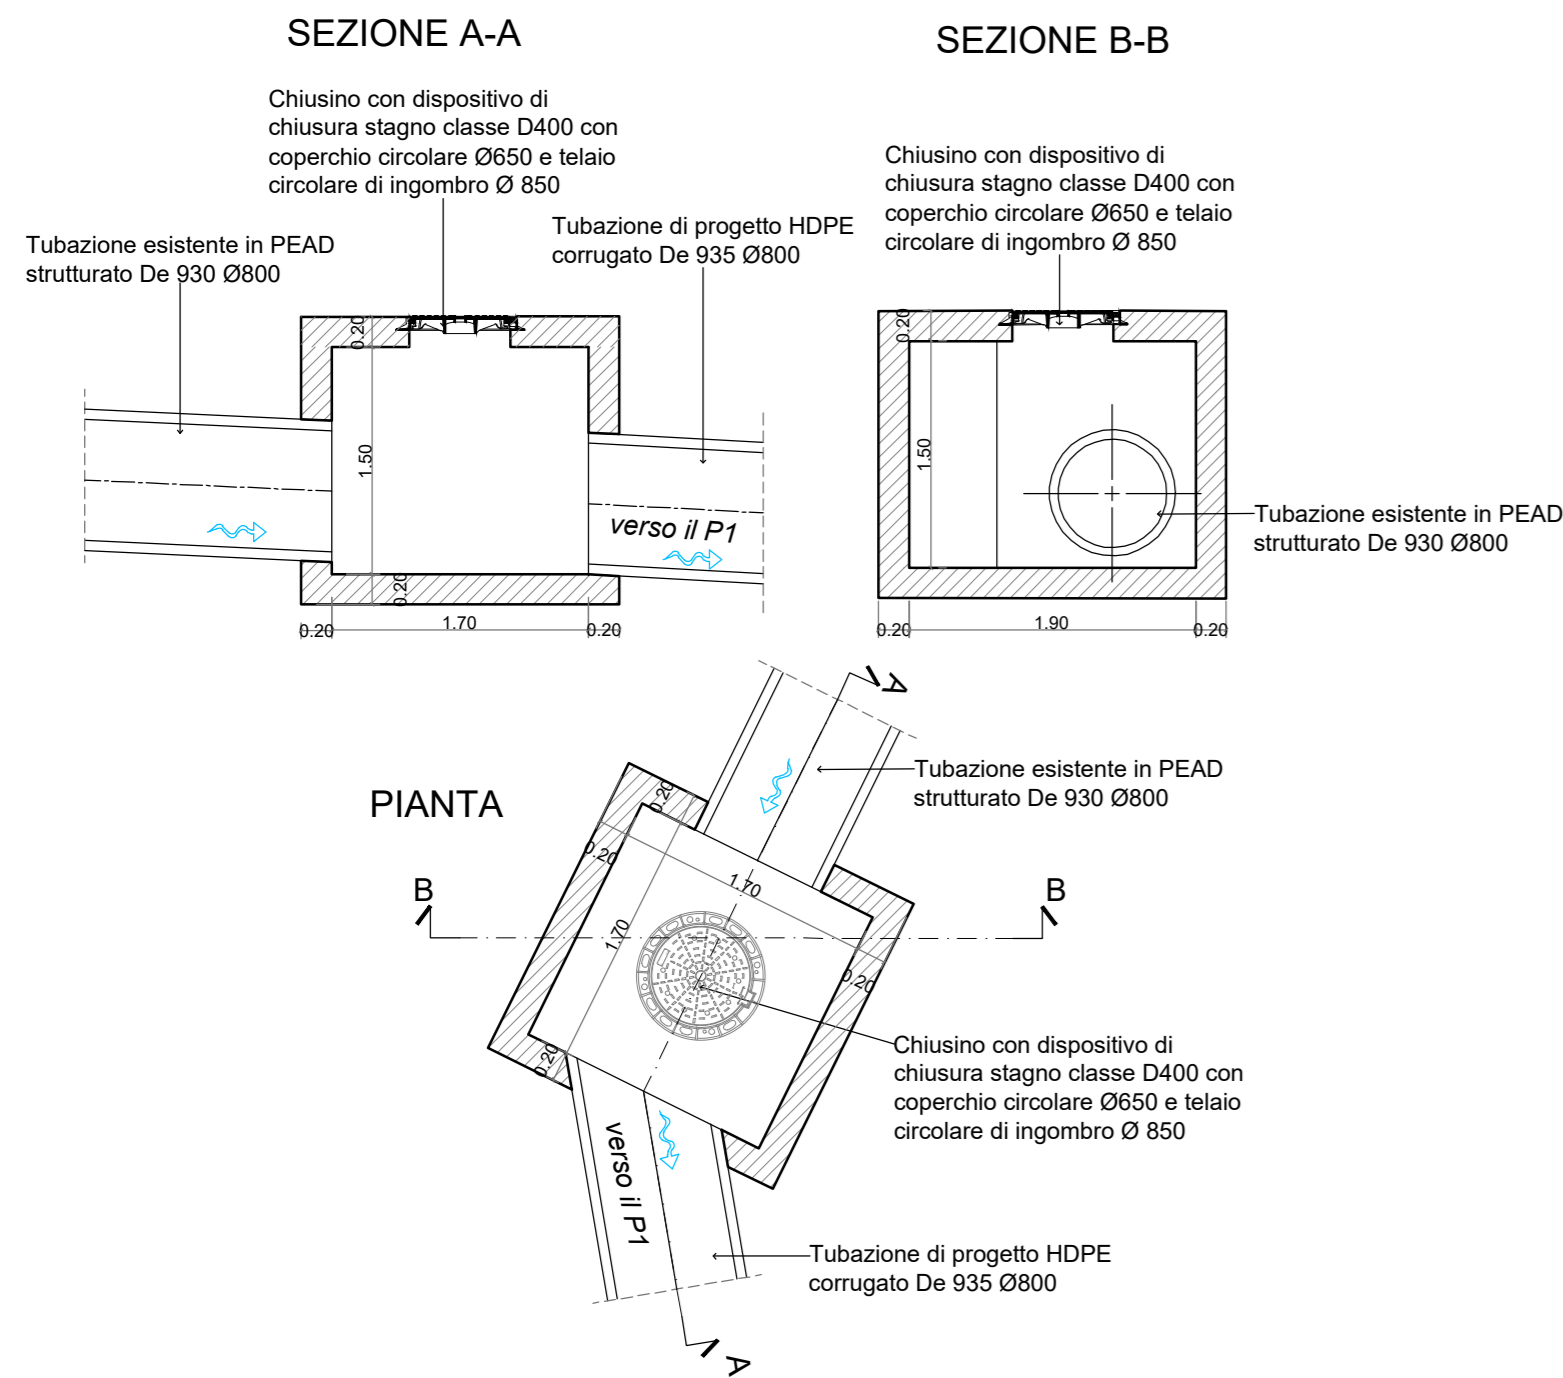 SEZIONE A-A
Chiusino con dispositivo di
chiusura stagno classe D400 con
coperchio circolare Ø650 e telaio
circolare di ingombro Ø 850
Tubazione esistente in PEAD
strutturato De 930 Ø800
Tubazione di progetto HDPE
corrugato De 935 Ø800
0.20
1.50
verso il P1
0.20
0.20
1.70
0.20
SEZIONE B-B
Chiusino con dispositivo di
chiusura stagno classe D400 con
coperchio circolare Ø650 e telaio
circolare di ingombro Ø 850
0.20
1.50
Tubazione esistente in PEAD
strutturato De 930 Ø800
0.20
1.90
0.20
PIANTA
A
Tubazione esistente in PEAD
strutturato De 930 Ø800
0.20
0.20
1.70
B
B
1.70
0.20
Chiusino con dispositivo di
chiusura stagno classe D400 con
coperchio circolare Ø650 e telaio
circolare di ingombro Ø 850
0.20
verso il P1
Tubazione di progetto HDPE
corrugato De 935 Ø800
A